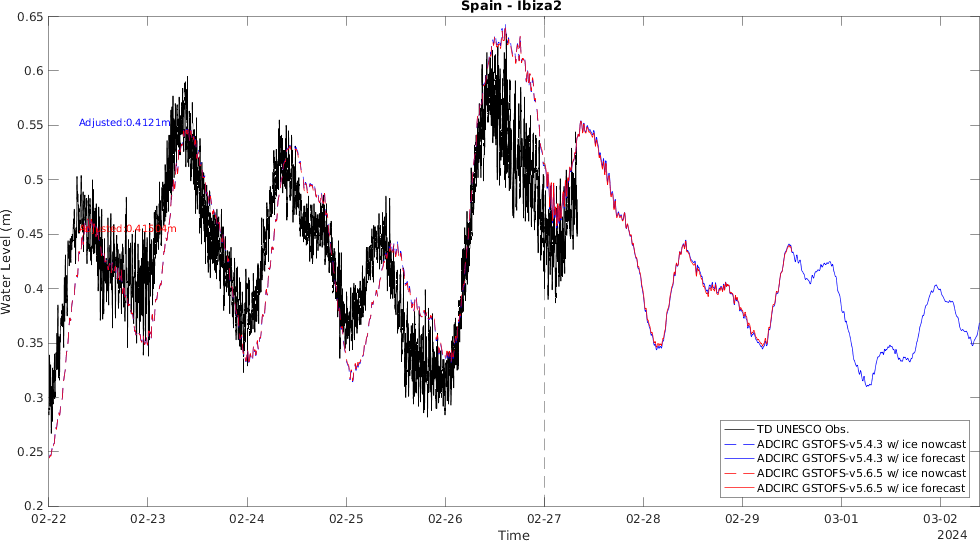 Spain - Ibiza2
0.65
0.6
0.55
0.5
0.45
0.4
0.35
0.3
0.25
0.2
Water Level (m)
Adjusted:0.4121m
02-22
02-23
02-24
02-25
02-26
02-27
02-28
02-29
03-01
03-02
Time
2024
TD UNESCO Obs.
ADCIRC GSTOFS-v5.4.3 w/ ice nowcast
ADCIRC GSTOFS-v5.4.3 w/ ice forecast
ADCIRC GSTOFS-v5.6.5 w/ ice nowcast
ADCIRC GSTOFS-v5.6.5 w/ ice forecast